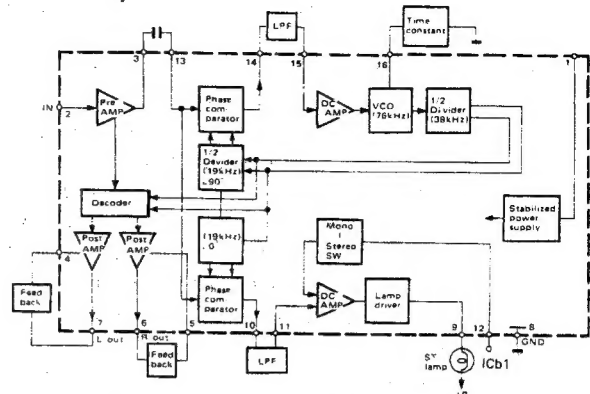 LPF
Time
constant
3
13
14
15
16
1
IN
2
Pre
AMP
Phase
com-
parator
DC
AMP
VCO
(76kHz)
1/2
Divider
(38kHz)
1/2
Divider
(19kHz)
∠90°
Decoder
(19kHz)
∠0
Mono
/
Stereo
SW
Stabilized
power
supply
4
Post
AMP
Post
AMP
Phase
com-
parator
DC
AMP
Lamp
driver
Feed
back
7
L out
6
R out
5
10
11
9
12
8
GND
Feed
back
LPF
ST
lamp
ICb1